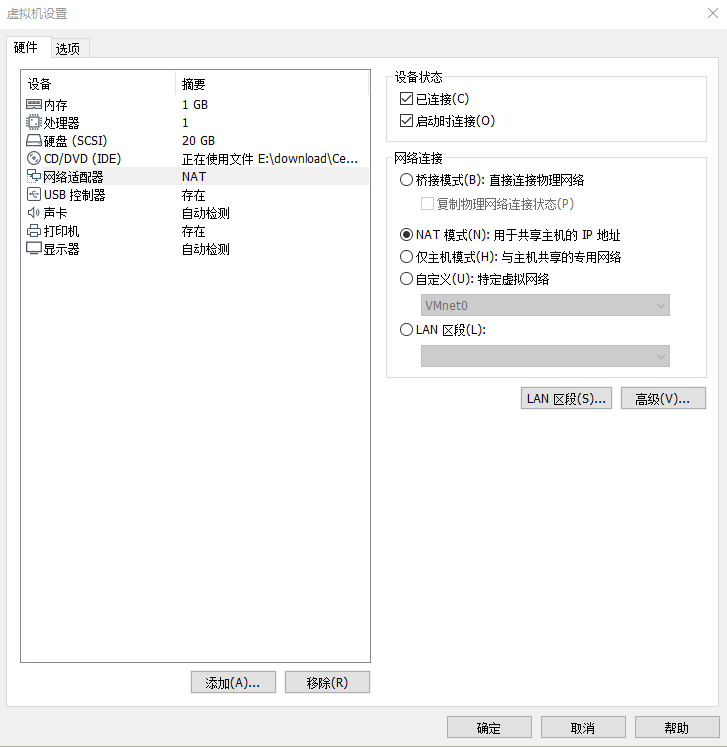 虚拟机设置
硬件 选项
设备 摘要
内存 1 GB
处理器 1
硬盘 (SCSI) 20 GB
CD/DVD (IDE) 正在使用文件 E:\download\Ce...
网络适配器 NAT
USB 控制器 存在
声卡 自动检测
打印机 存在
显示器 自动检测
添加(A)... 移除(R)
设备状态
已连接(C)
启动时连接(O)
网络连接
桥接模式(B): 直接连接物理网络
复制物理网络连接状态(P)
NAT 模式(N): 用于共享主机的 IP 地址
仅主机模式(H): 与主机共享的专用网络
自定义(U): 特定虚拟网络
VMnet0
LAN 区段(L):
LAN 区段(S)... 高级(V)...
确定 取消 帮助